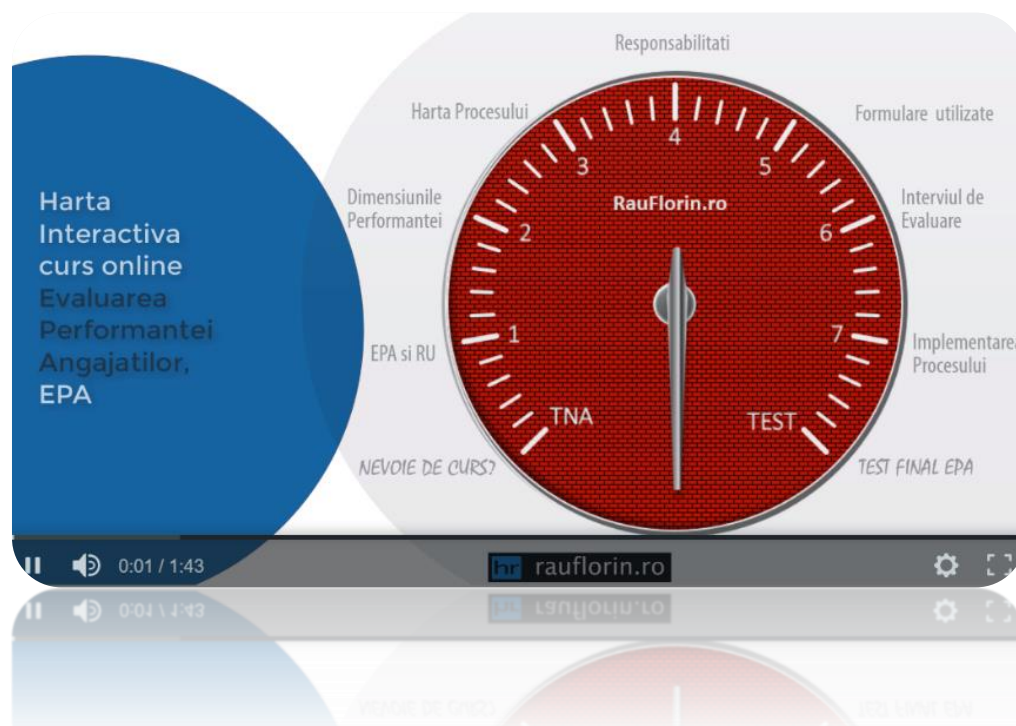 Harta
Interactiva
curs online
Evaluarea
Performantei
Angajatilor,
EPA
Responsabilitati
Harta Procesului
Formulare utilizate
Dimensiunile
Performantei
Interviul de
Evaluare
EPA si RU
Implementarea
Procesului
NEVOIE DE CURS?
TEST FINAL EPA
4
3
5
RauFlorin.ro
2
6
1
7
TNA
TEST
0:01 / 1:43
hr rauflorin.ro